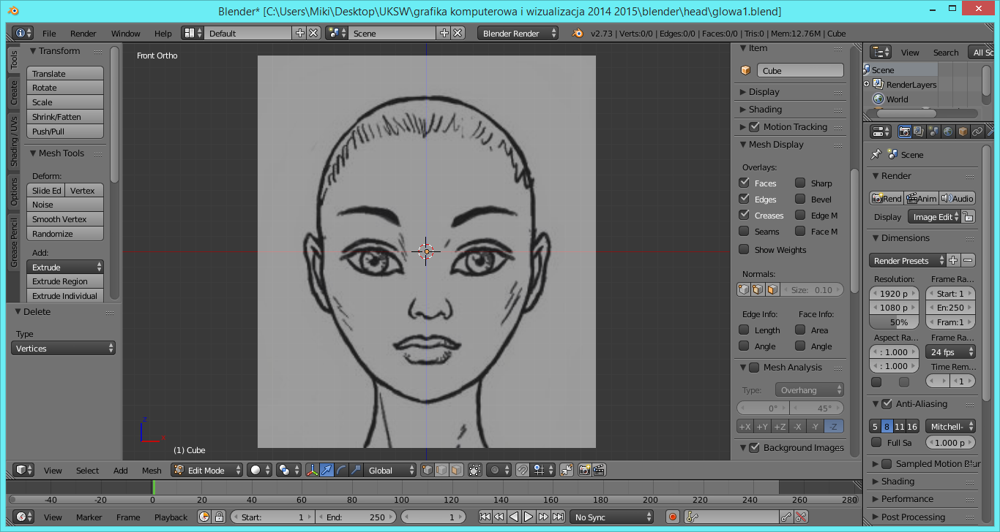 Blender* [C:\Users\Miki\Desktop\UKSW\grafika komputerowa i wizualizacja 2014 2015\blender\head\glowa1.blend]
File Render Window Help Default Scene Blender Render v2.73 | Verts:0/0 | Edges:0/0 | Faces:0/0 | Tris:0 | Mem:12.76M | Cube
Tools
Create
Shading / UVs
Options
Grease Pencil
Transform
Translate
Rotate
Scale
Shrink/Fatten
Push/Pull
Mesh Tools
Deform:
Slide Ed Vertex
Noise
Smooth Vertex
Randomize
Add:
Extrude
Extrude Region
Extrude Individual
Delete
Type
Vertices
Front Ortho
z
x
(1) Cube
Item
Cube
Display
Shading
Motion Tracking
Mesh Display
Overlays:
Faces Sharp
Edges Bevel
Creases Edge M
Seams Face M
Show Weights
Normals:
Size: 0.10
Edge Info: Face Info:
Length Area
Angle Angle
Mesh Analysis
Type: Overhang
0° 45°
+X +Y +Z -X -Y -Z
Background Images
View Search All Sc
Scene
RenderLayers
World
Scene
Render
Rend Anim Audio
Display Image Edit
Dimensions
Render Presets
Resolution: Frame Ra...
1920 p Start: 1
1080 p En:250
50% Fram:1
Aspect Ra... Frame Ra...
: 1.000 24 fps
: 1.000 Time Rem...
1
Anti-Aliasing
5 8 11 16 Mitchell-
Full Sa 1.000 p
Sampled Motion Blur
Shading
Performance
Post Processing
View Select Add Mesh Edit Mode Global
-40 -20 0 20 40 60 80 100 120 140 160 180 200 220 240 260 280
View Marker Frame Playback Start: 1 End: 250 1 No Sync